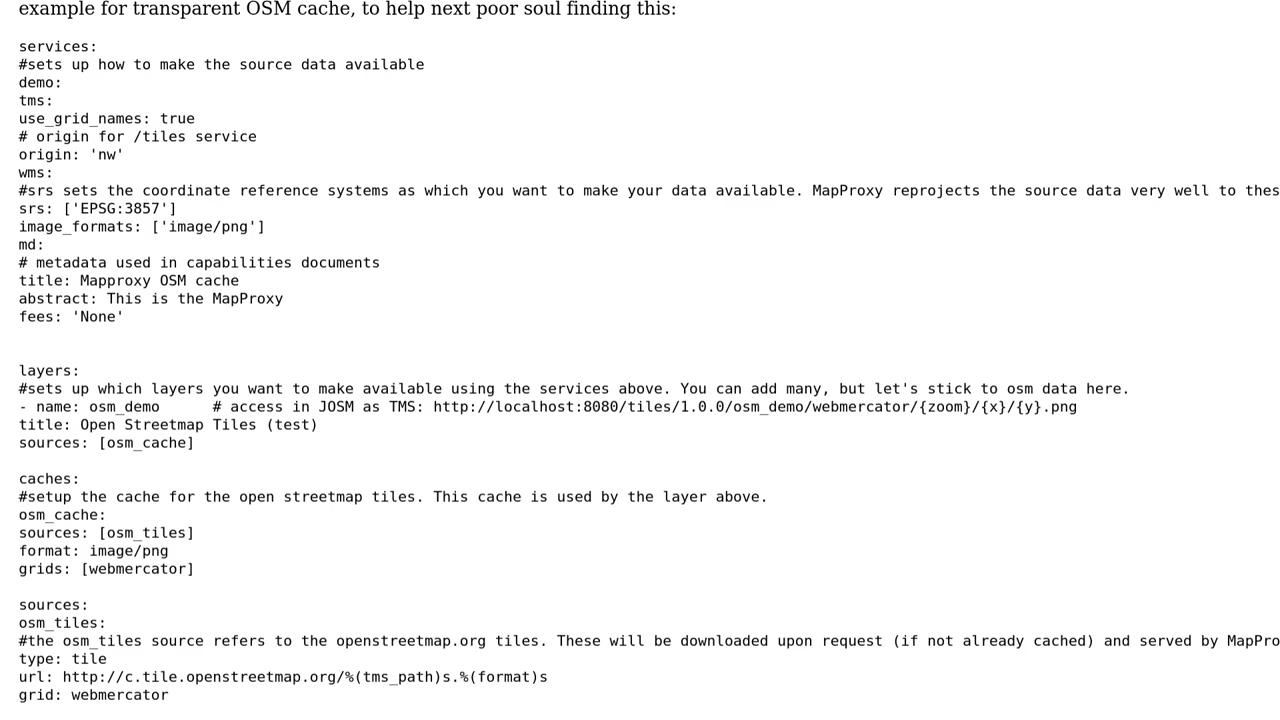 example for transparent OSM cache, to help next poor soul finding this:
services:
#sets up how to make the source data available
demo:
tms:
use_grid_names: true
# origin for /tiles service
origin: 'nw'
wms:
#srs sets the coordinate reference systems as which you want to make your data available. MapProxy reprojects the source data very well to thes
srs: ['EPSG:3857']
image_formats: ['image/png']
md:
# metadata used in capabilities documents
title: Mapproxy OSM cache
abstract: This is the MapProxy
fees: 'None'
layers:
#sets up which layers you want to make available using the services above. You can add many, but let's stick to osm data here.
- name: osm_demo      # access in JOSM as TMS: http://localhost:8080/tiles/1.0.0/osm_demo/webmercator/{zoom}/{x}/{y}.png
title: Open Streetmap Tiles (test)
sources: [osm_cache]
caches:
#setup the cache for the open streetmap tiles. This cache is used by the layer above.
osm_cache:
sources: [osm_tiles]
format: image/png
grids: [webmercator]
sources:
osm_tiles:
#the osm_tiles source refers to the openstreetmap.org tiles. These will be downloaded upon request (if not already cached) and served by MapPro
type: tile
url: http://c.tile.openstreetmap.org/%(tms_path)s.%(format)s
grid: webmercator